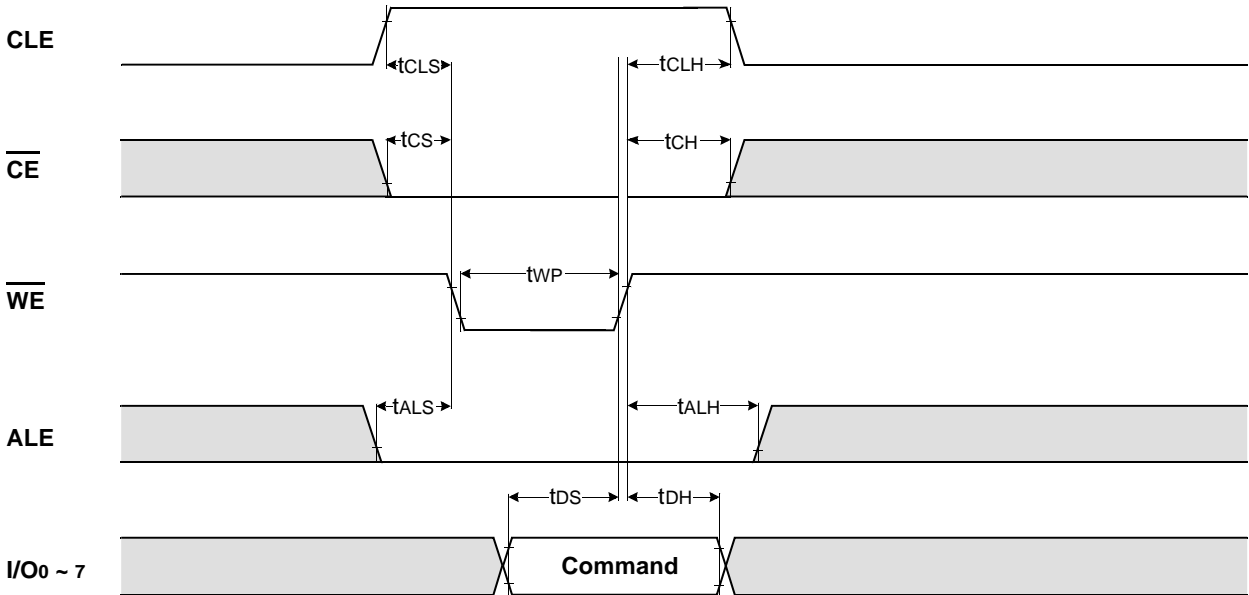 CLE
tCLS
tCLH
CE
tCS
tCH
WE
tWP
ALE
tALS
tALH
tDS
tDH
I/O0 ~ 7
Command